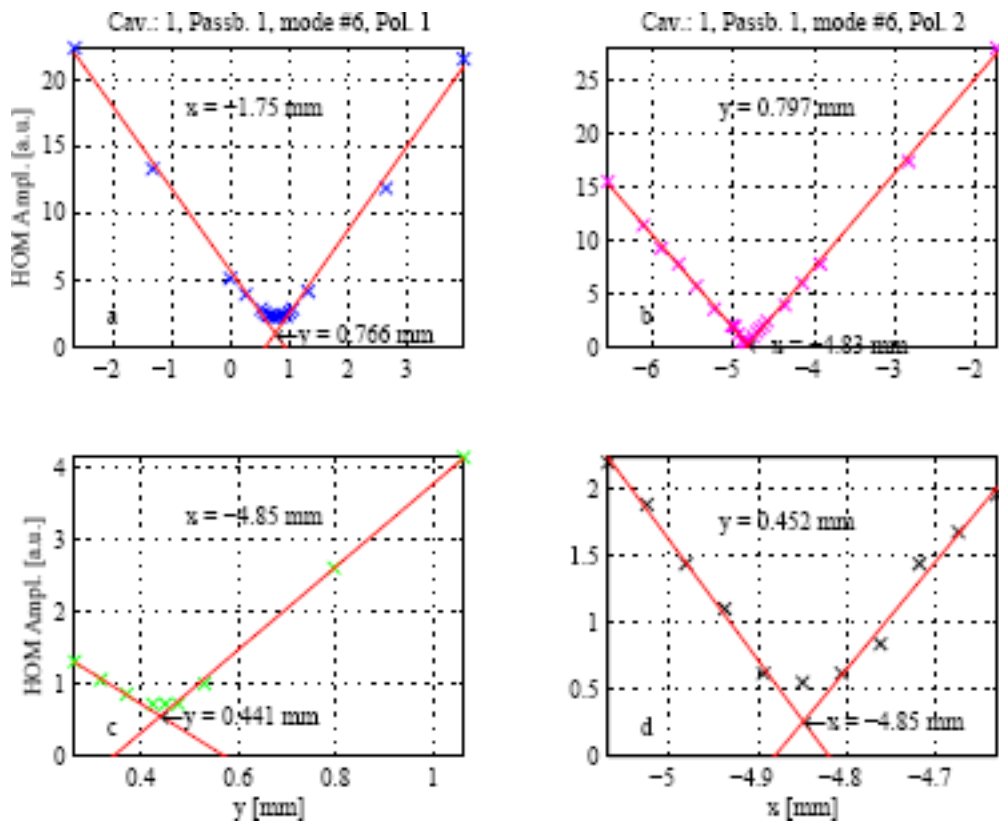 Cav.: 1, Passb. 1, mode #6, Pol. 1
Cav.: 1, Passb. 1, mode #6, Pol. 2
HOM Ampl. [a.u.]
20
15
10
5
0
x = −1.75 mm
a
y = 0.766 mm
−2 −1 0 1 2 3
25
20
15
10
5
0
y = 0.797 mm
b
x = −4.83 mm
−6 −5 −4 −3 −2
HOM Ampl. [a.u.]
4
3
2
1
0
x = −4.85 mm
c
y = 0.441 mm
0.4 0.6 0.8 1
y [mm]
2
1.5
1
0.5
0
y = 0.452 mm
d
x = −4.85 mm
−5 −4.9 −4.8 −4.7
x [mm]